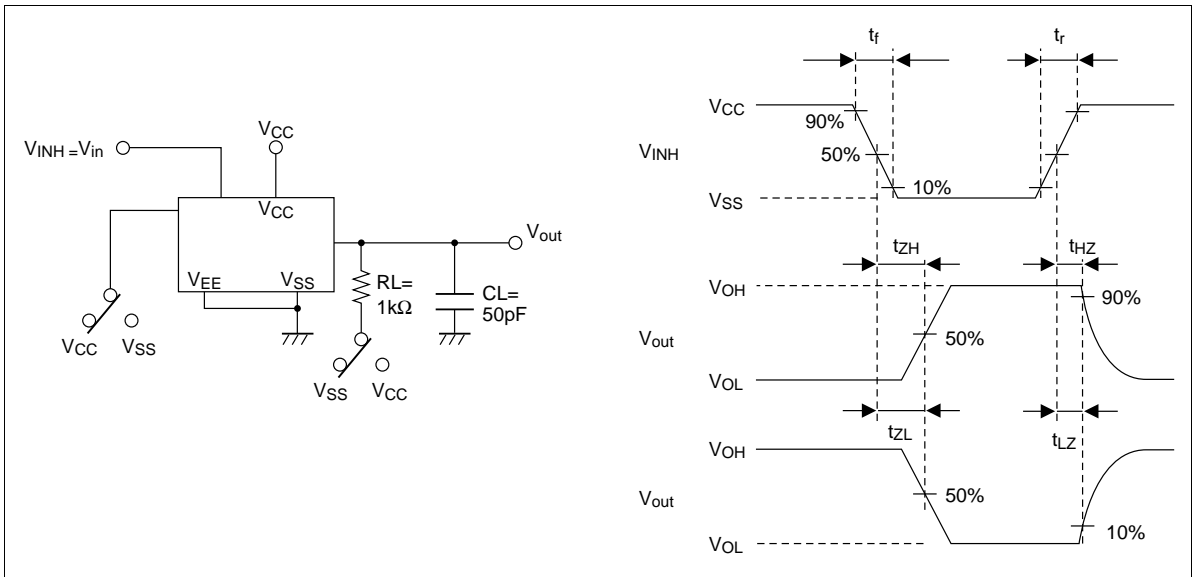 VINH =Vin
VCC
VCC
VEE
VSS
VCC
VSS
RL=
1kΩ
CL=
50pF
Vout
VSS
VCC
tf
tr
VCC
90%
VINH
50%
10%
VSS
tZH
tHZ
VOH
90%
Vout
50%
VOL
tZL
tLZ
VOH
Vout
50%
10%
VOL